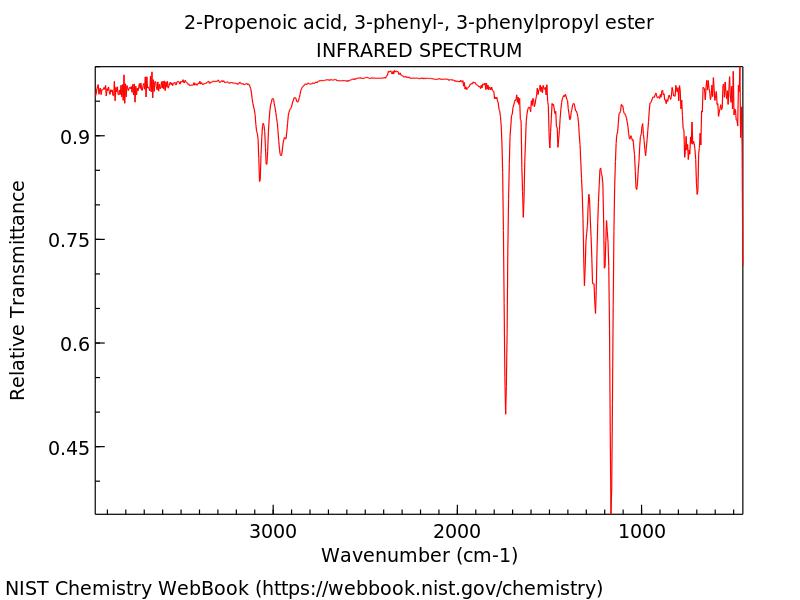 2-Propenoic acid, 3-phenyl-, 3-phenylpropyl ester
INFRARED SPECTRUM
0.9
0.75
0.6
0.45
Relative Transmittance
3000 2000 1000
Wavenumber (cm-1)
NIST Chemistry WebBook (https://webbook.nist.gov/chemistry)